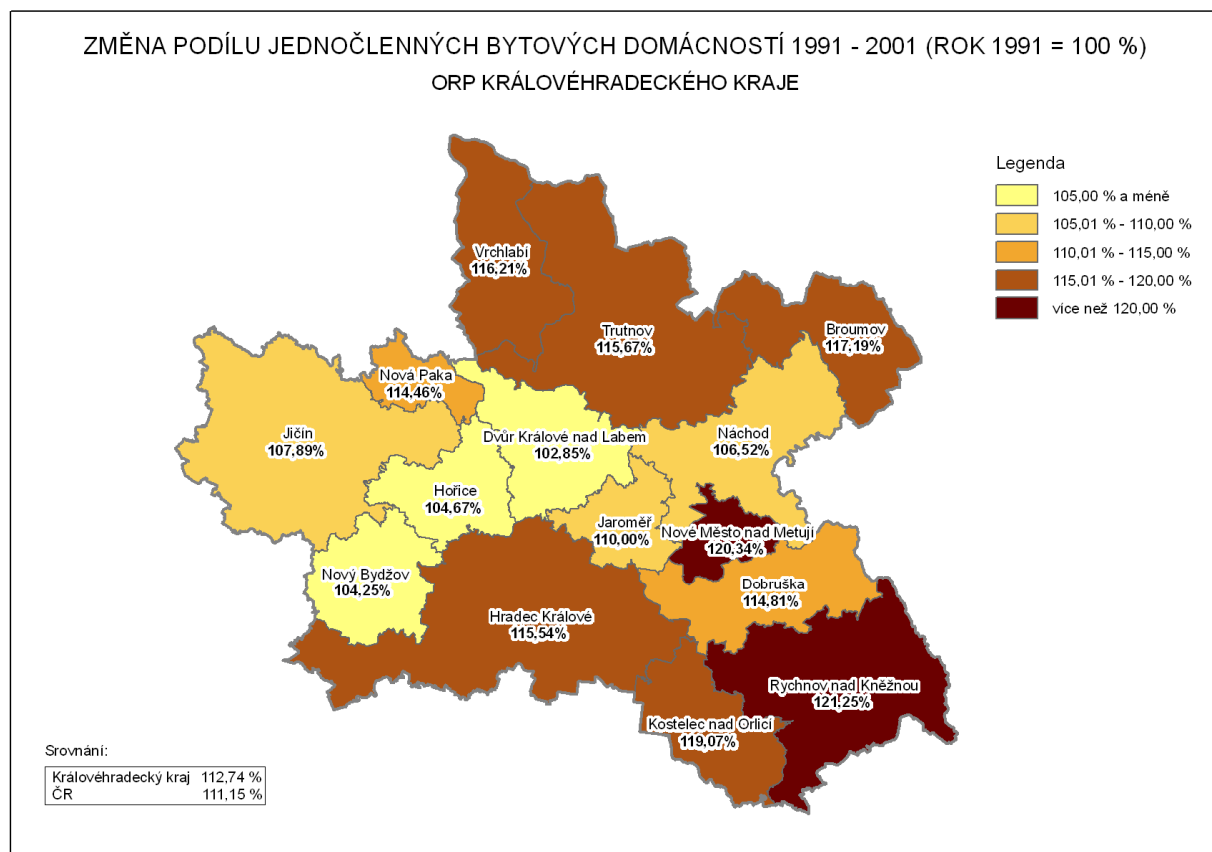 ZMĚNA PODÍLU JEDNOČLENNÝCH BYTOVÝCH DOMÁCNOSTÍ 1991 - 2001 (ROK 1991 = 100 %)
ORP KRÁLOVÉHRADECKÉHO KRAJE
Legenda
105,00 % a méně
105,01 % - 110,00 %
110,01 % - 115,00 %
115,01 % - 120,00 %
více než 120,00 %
Vrchlabí
116,21%
Trutnov
115,67%
Broumov
117,19%
Nová Paka
114,46%
Jičín
107,89%
Dvůr Králové nad Labem
102,85%
Náchod
106,52%
Hořice
104,67%
Jaroměř
110,00%
Nové Město nad Metují
120,34%
Nový Bydžov
104,25%
Dobruška
114,81%
Hradec Králové
115,54%
Rychnov nad Kněžnou
121,25%
Kostelec nad Orlicí
119,07%
Srovnání:
Královéhradecký kraj 112,74 %
ČR 111,15 %